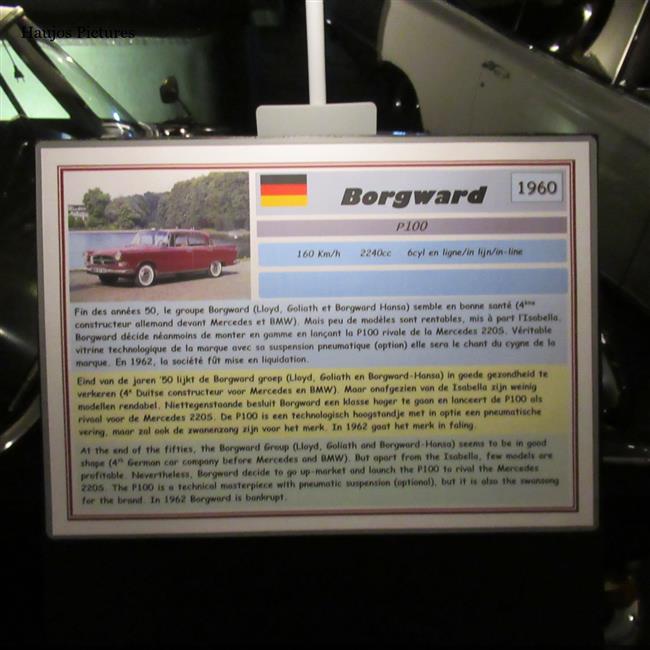 Haujos Pictures
Borgward
1960
P100
160 Km/h 2240cc 6cyl en ligne/in lijn/in-line
Fin des années 50, le groupe Borgward (Lloyd, Goliath et Borgward Hansa) semble en bonne santé (4ème
constructeur allemand devant Mercedes et BMW). Mais peu de modèles sont rentables, mis à part l'Isabella.
Borgward décide néanmoins de monter en gamme en lançant la P100 rivale de la Mercedes 220S. Véritable
vitrine technologique de la marque avec sa suspension pneumatique (option) elle sera le chant du cygne de la
marque. En 1962, la société fût mise en liquidation.
Eind van de jaren '50 lijkt de Borgward groep (Lloyd, Goliath en Borgward-Hansa) in goede gezondheid te
verkeren (4e Duitse constructeur voor Mercedes en BMW). Maar onafgezien van de Isabella zijn weinig
modellen rendabel. Niettegenstaande besluit Borgward een klasse hoger te gaan en lanceert de P100 als
rivaal voor de Mercedes 220S. De P100 is een technologisch hoogstandje met in optie een pneumatische
vering, maar zal ook de zwanenzang zijn voor het merk. In 1962 gaat het merk in faling.
At the end of the fifties, the Borgward Group (Lloyd, Goliath and Borgward-Hansa) seems to be in good
shape (4th German car company before Mercedes and BMW). But apart from the Isabella, few models are
profitable. Nevertheless, Borgward decide to go up-market and launch the P100 to rival the Mercedes
220S. The P100 is a technical masterpiece with pneumatic suspension (optional), but it is also the swansong
for the brand. In 1962 Borgward is bankrupt.